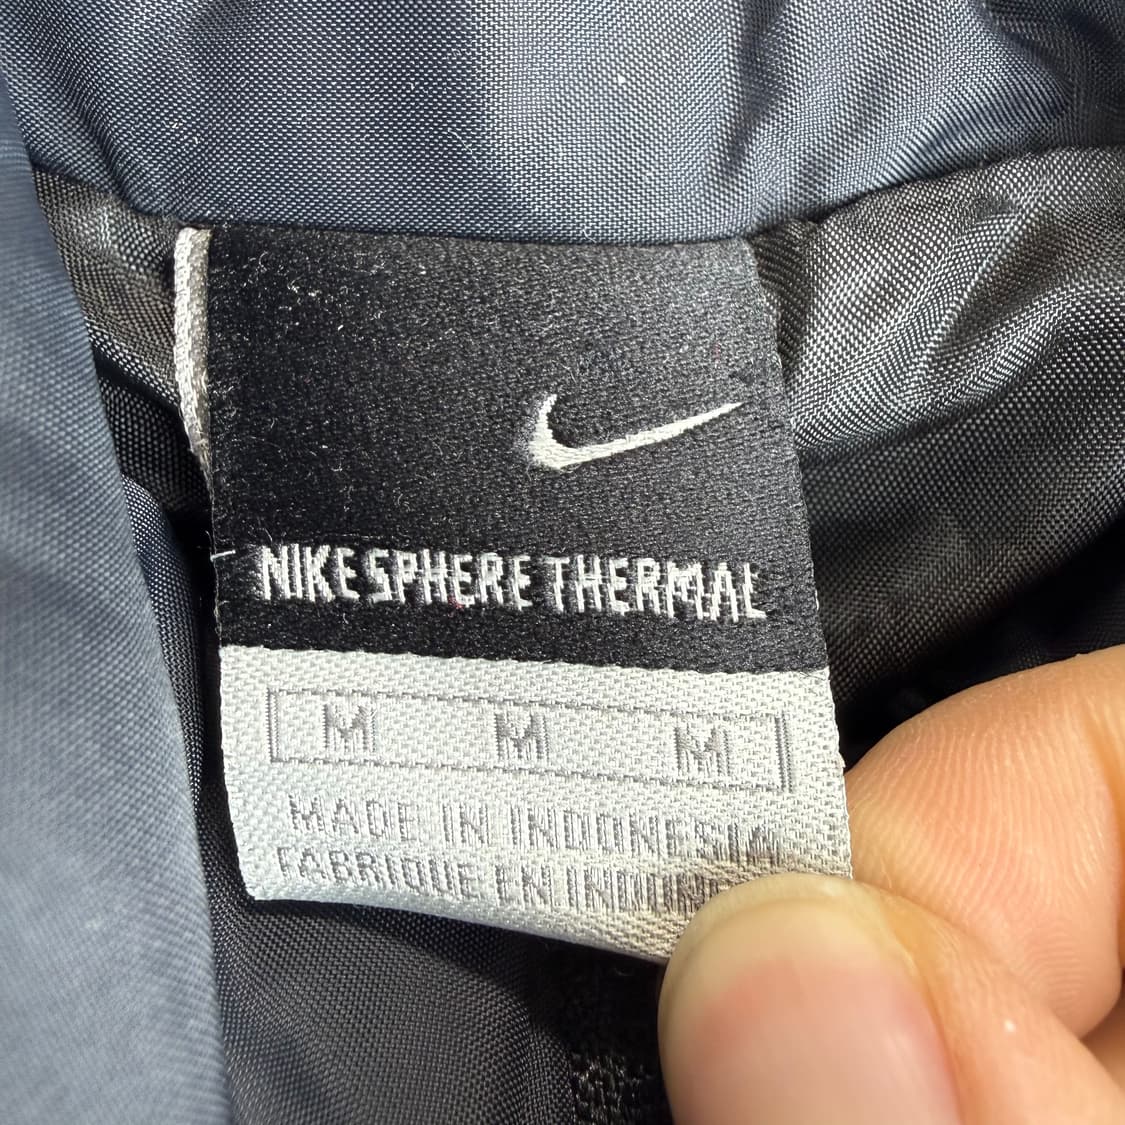 NIKE SPHERE THERMAL
M M M
MADE IN INDONESIA
FABRIQUE EN